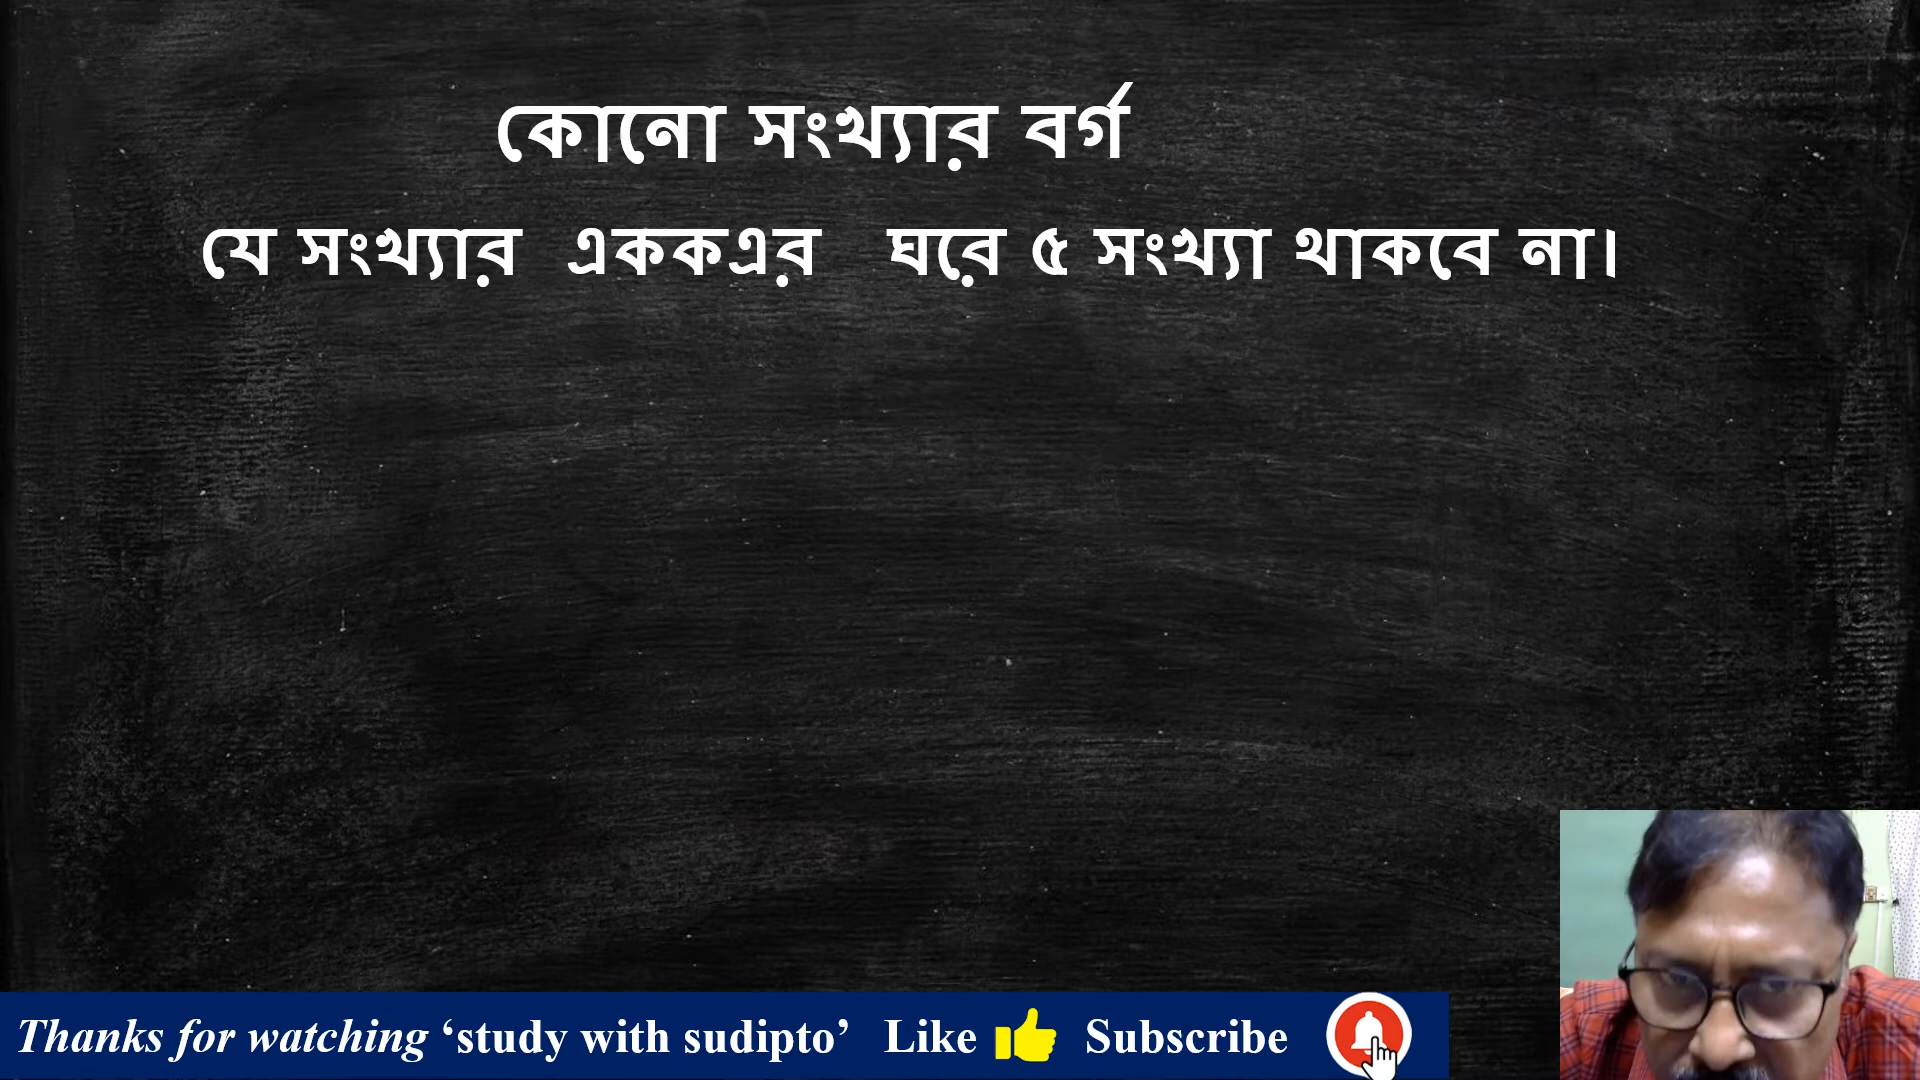 কোনো সংখ্যার বর্গ
যে সংখ্যার এককএর ঘরে ৫ সংখ্যা থাকবে না।
Thanks for watching ‘study with sudipto’ Like Subscribe